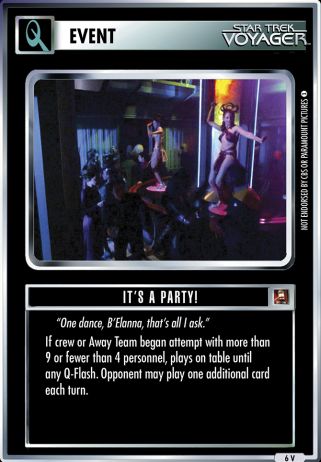 Q EVENT
STAR TREK
VOYAGER
NOT ENDORSED BY CBS OR PARAMOUNT PICTURES
IT'S A PARTY!
"One dance, B'Elanna, that's all I ask."
If crew or Away Team began attempt with more than
9 or fewer than 4 personnel, plays on table until
any Q-Flash. Opponent may play one additional card
each turn.
6 V